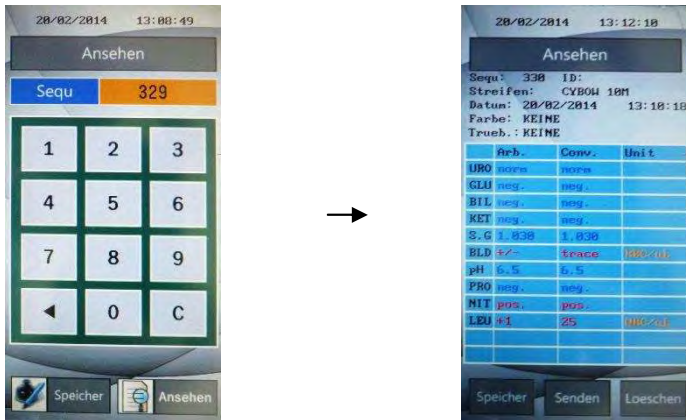 20/02/2014 13:08:49
Ansehen
Sequ 329
1 2 3
4 5 6
7 8 9
◄ 0 C
Speicher Ansehen
→
20/02/2014 13:12:10
Ansehen
Sequ: 330 ID:
Streifen: CYBOW 10M
Datum: 20/02/2014 13:10:18
Farbe: KEINE
Trueb.: KEINE
Arb. Conv. Unit
URO norm norm
GLU neg. neg.
BIL neg. neg.
KET neg. neg.
S.G 1.030 1.030
BLD +/- trace
pH 6.5 6.5
PRO neg. neg.
NIT pos. pos.
LEU +1 25
Speicher Senden Loeschen